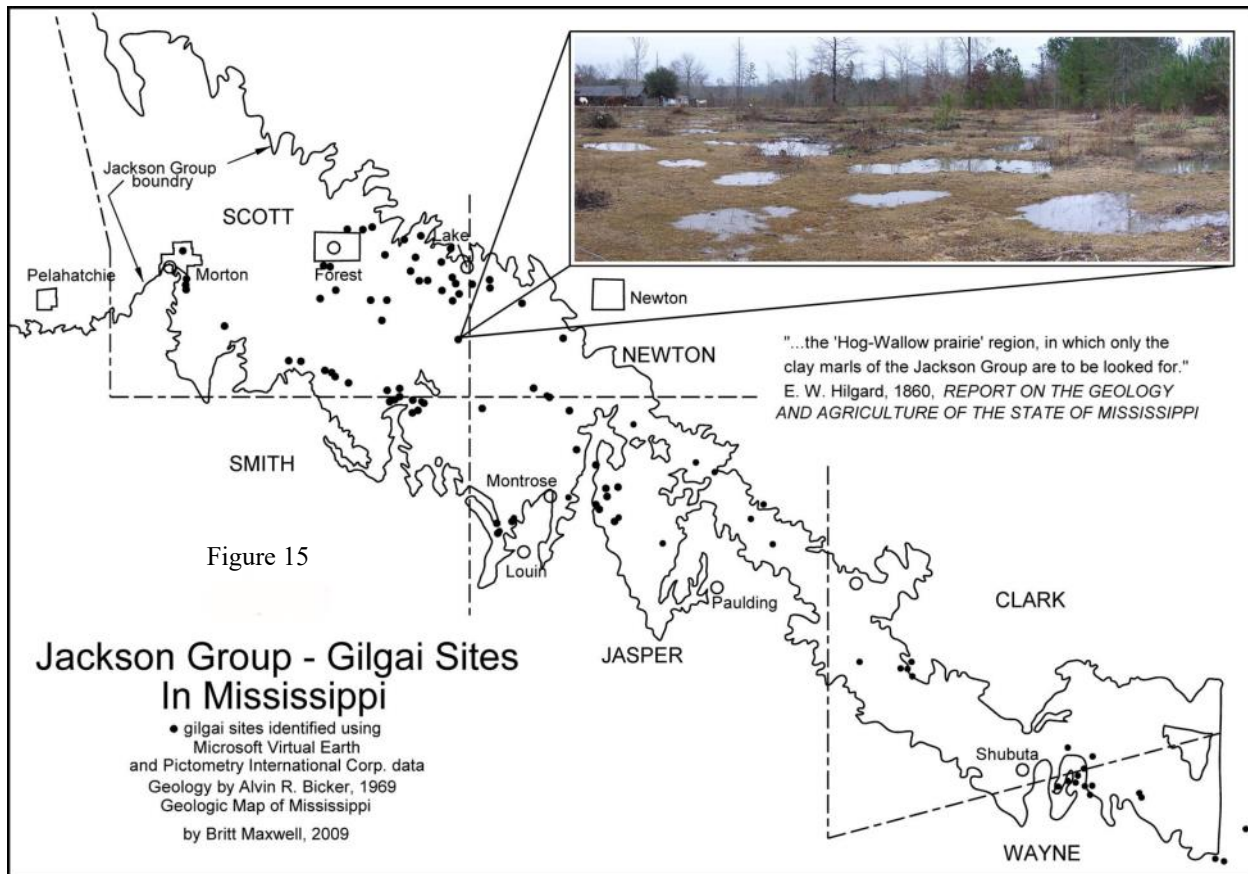 Jackson Group
boundry
SCOTT
Lake
Pelahatchie
Morton
Forest
Newton
NEWTON
"...the 'Hog-Wallow prairie' region, in which only the
clay marls of the Jackson Group are to be looked for."
E. W. Hilgard, 1860, REPORT ON THE GEOLOGY
AND AGRICULTURE OF THE STATE OF MISSISSIPPI
SMITH
Montrose
Figure 15
Louin
Paulding
CLARK
JASPER
Jackson Group - Gilgai Sites
In Mississippi
• gilgai sites identified using
Microsoft Virtual Earth
and Pictometry International Corp. data
Geology by Alvin R. Bicker, 1969
Geologic Map of Mississippi
by Britt Maxwell, 2009
Shubuta
WAYNE